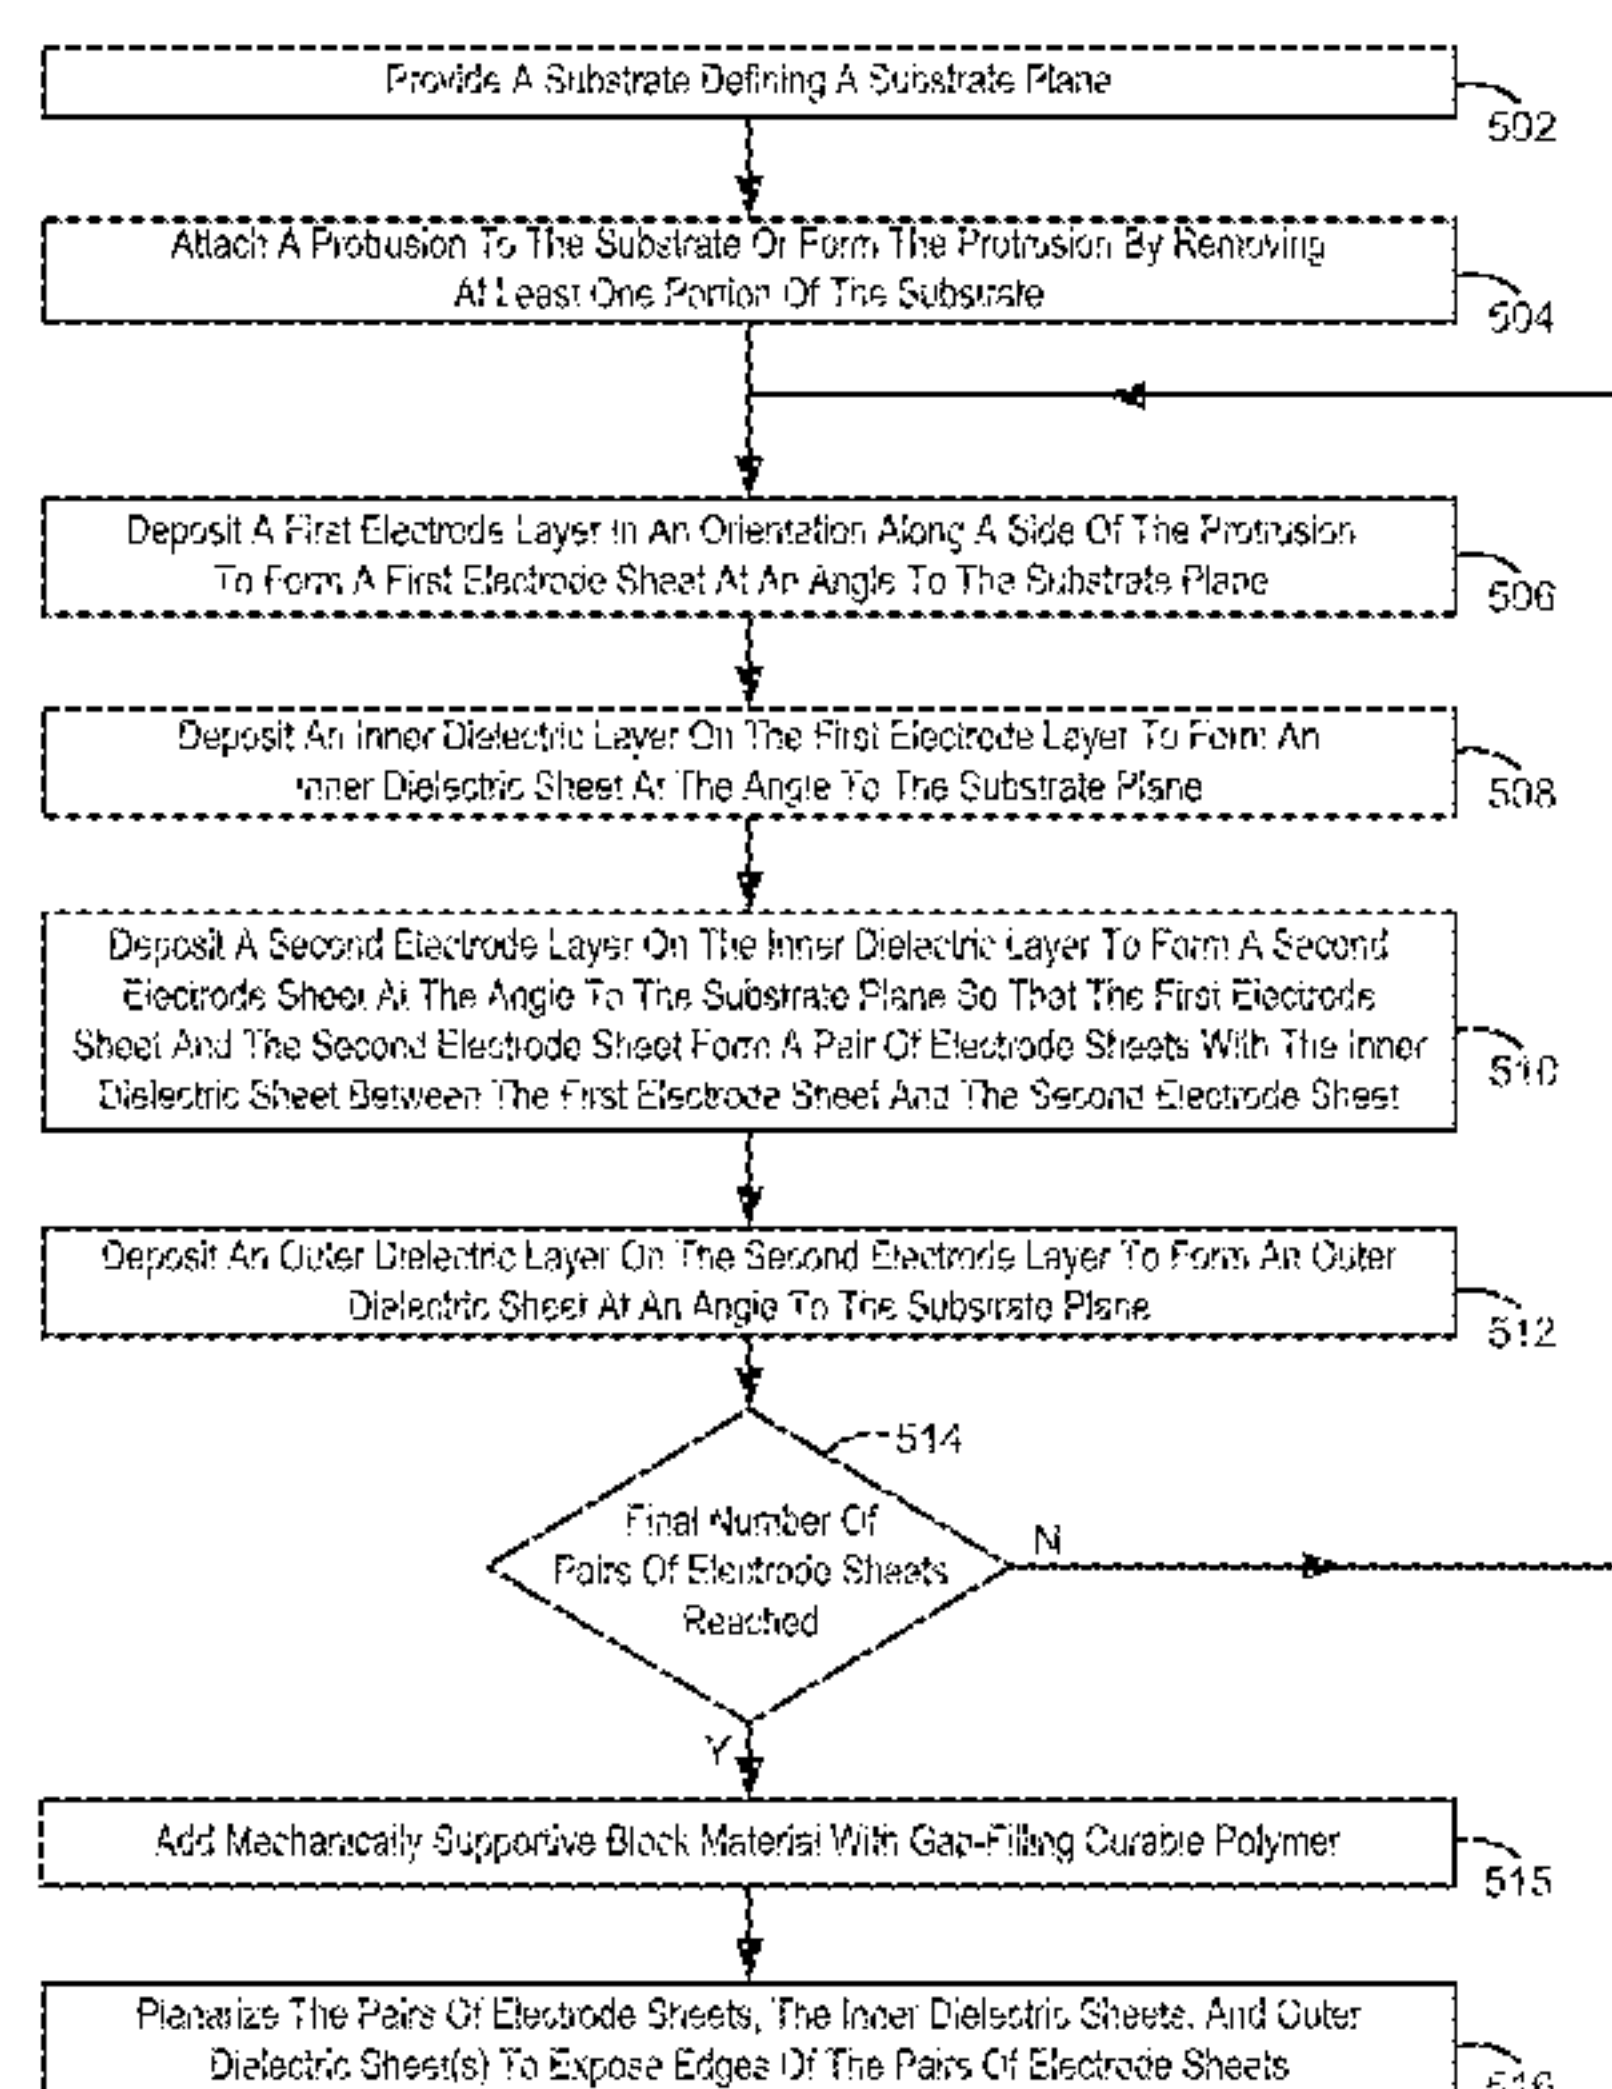 Provide A Substrate Defining A Substrate Plane
502
Attach A Protrusion To The Substrate Or Form The Protrusion By Removing
At Least One Portion Of The Substrate
504
Deposit A First Electrode Layer In An Orientation Along A Side Of The Protrusion
To Form A First Electrode Sheet At An Angle To The Substrate Plane
506
Deposit An Inner Dielectric Layer On The First Electrode Layer To Form An
Inner Dielectric Sheet At The Angle To The Substrate Plane
508
Deposit A Second Electrode Layer On The Inner Dielectric Layer To Form A Second
Electrode Sheet At The Angle To The Substrate Plane So That The First Electrode
Sheet And The Second Electrode Sheet Form A Pair Of Electrode Sheets With The Inner
Dielectric Sheet Between The First Electrode Sheet And The Second Electrode Sheet
510
Deposit An Outer Dielectric Layer On The Second Electrode Layer To Form An Outer
Dielectric Sheet At An Angle To The Substrate Plane
512
514
Final Number Of
Pairs Of Electrode Sheets
Reached
N
Y
Add Mechanically Supportive Block Material With Gap-Filling Curable Polymer
515
Planarize The Pairs Of Electrode Sheets, The Inner Dielectric Sheets, And Outer
Dielectric Sheet(s) To Expose Edges Of The Pairs Of Electrode Sheets